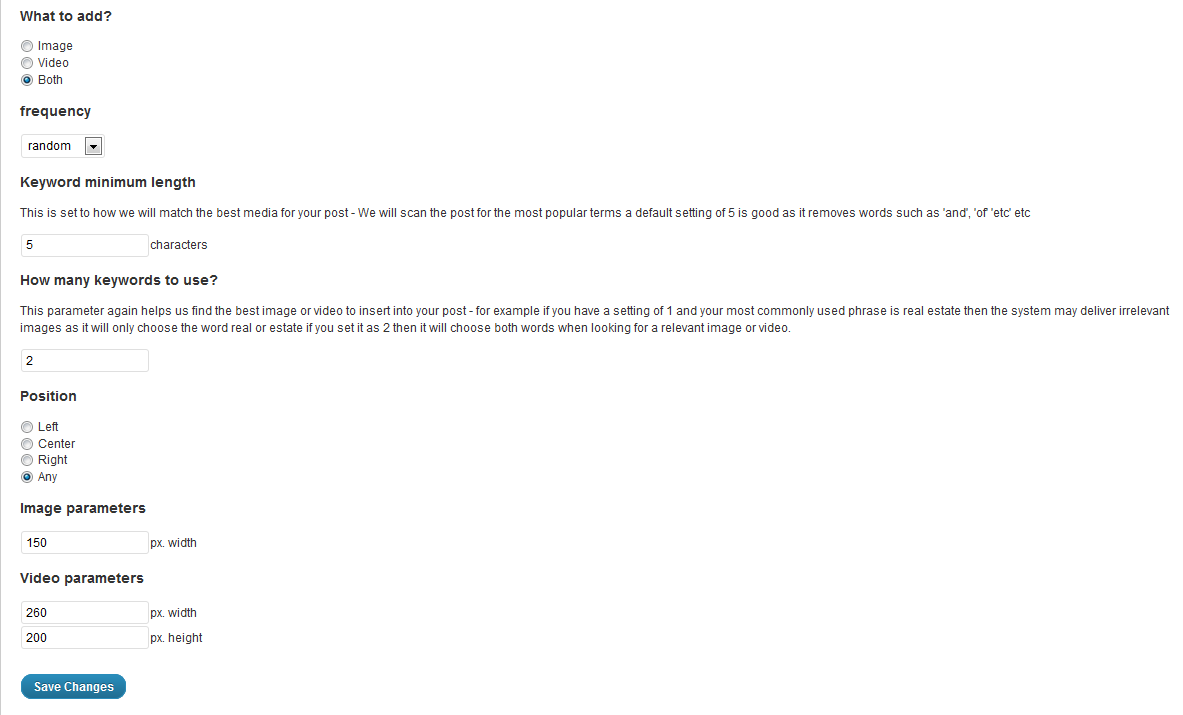 What to add?
Image
Video
Both
frequency
random
Keyword minimum length
This is set to how we will match the best media for your post - We will scan the post for the most popular terms a default setting of 5 is good as it removes words such as 'and', 'of' 'etc' etc
5 characters
How many keywords to use?
This parameter again helps us find the best image or video to insert into your post - for example if you have a setting of 1 and your most commonly used phrase is real estate then the system may deliver irrelevant
images as it will only choose the word real or estate if you set it as 2 then it will choose both words when looking for a relevant image or video.
2
Position
Left
Center
Right
Any
Image parameters
150 px. width
Video parameters
260 px. width
200 px. height
Save Changes